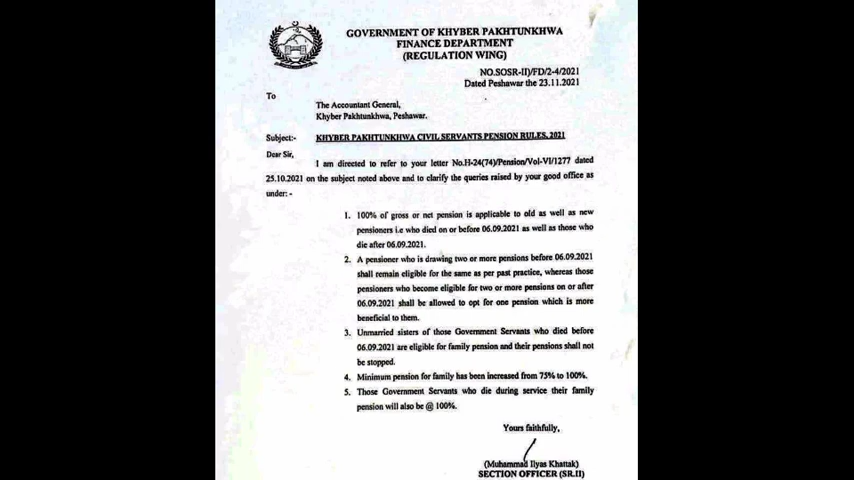 GOVERNMENT OF KHYBER PAKHTUNKHWA
FINANCE DEPARTMENT
(REGULATION WING)
NO.SOSR-II)/FD/2-4/2021
Dated Peshawar the 23.11.2021
To
The Accountant General,
Khyber Pakhtunkhwa, Peshawar.
Subject:- KHYBER PAKHTUNKHWA CIVIL SERVANTS PENSION RULES, 2021
Dear Sir,
I am directed to refer to your letter No.H-24(74)/Pension/Vol-VI/1277 dated
25.10.2021 on the subject noted above and to clarify the queries raised by your good office as
under: -
1. 100% of gross or net pension is applicable to old as well as new
pensioners i.e who died on or before 06.09.2021 as well as those who
die after 06.09.2021.
2. A pensioner who is drawing two or more pensions before 06.09.2021
shall remain eligible for the same as per past practice, whereas those
pensioners who become eligible for two or more pensions on or after
06.09.2021 shall be allowed to opt for one pension which is more
beneficial to them.
3. Unmarried sisters of those Government Servants who died before
06.09.2021 are eligible for family pension and their pensions shall not
be stopped.
4. Minimum pension for family has been increased from 75% to 100%.
5. Those Government Servants who die during service their family
pension will also be @ 100%.
Yours faithfully,
(Muhammad Ilyas Khattak)
SECTION OFFICER (SR.II)